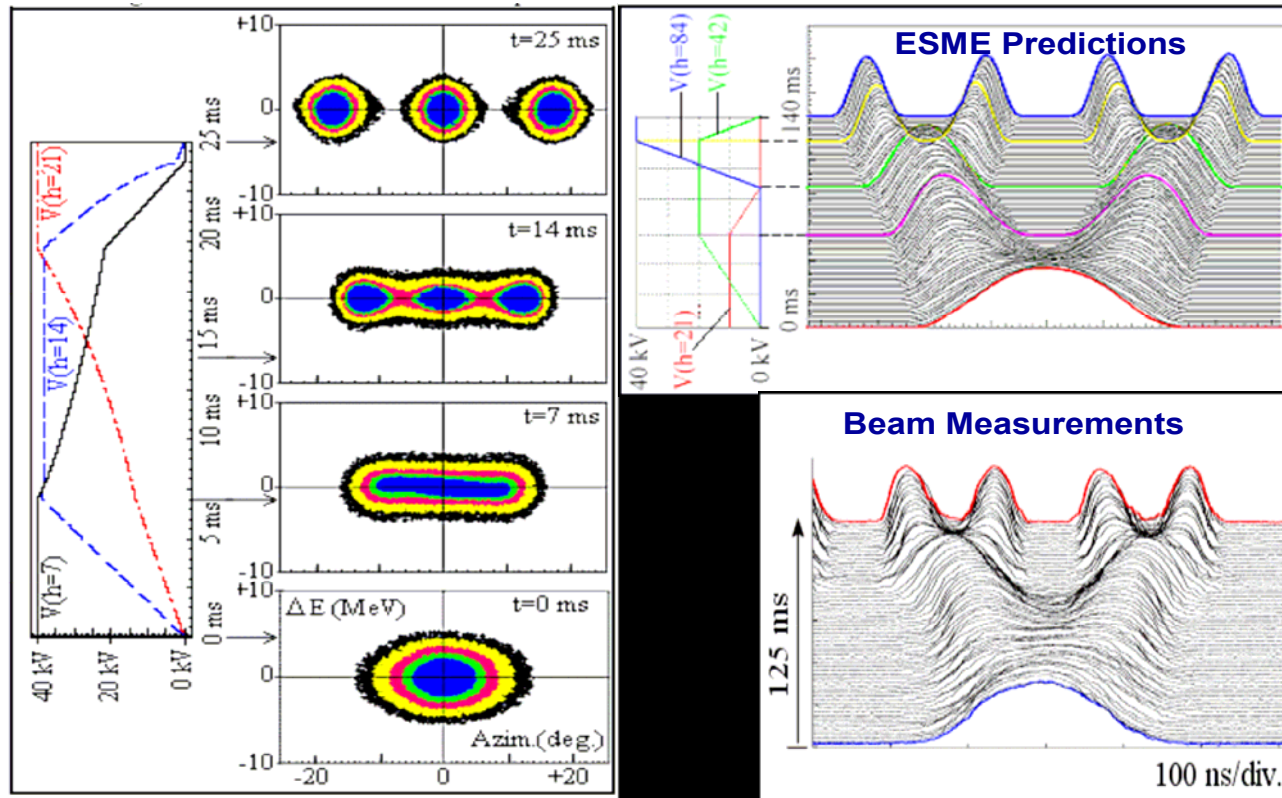 +10
t=25 ms
0
-10
+10
t=14 ms
0
-10
+10
t=7 ms
0
-10
+10
ΔE (MeV)
t=0 ms
0
-10
Azim.(deg.)
-20
0
+20
V(h=21)
V(h=14)
V(h=7)
25 ms
20 ms
15 ms
10 ms
5 ms
0 ms
40 kV
20 kV
0 kV
ESME Predictions
V(h=84)
V(h=42)
V(h=21)
140 ms
0 ms
40 kV
0 kV
Beam Measurements
125 ms
100 ns/div.